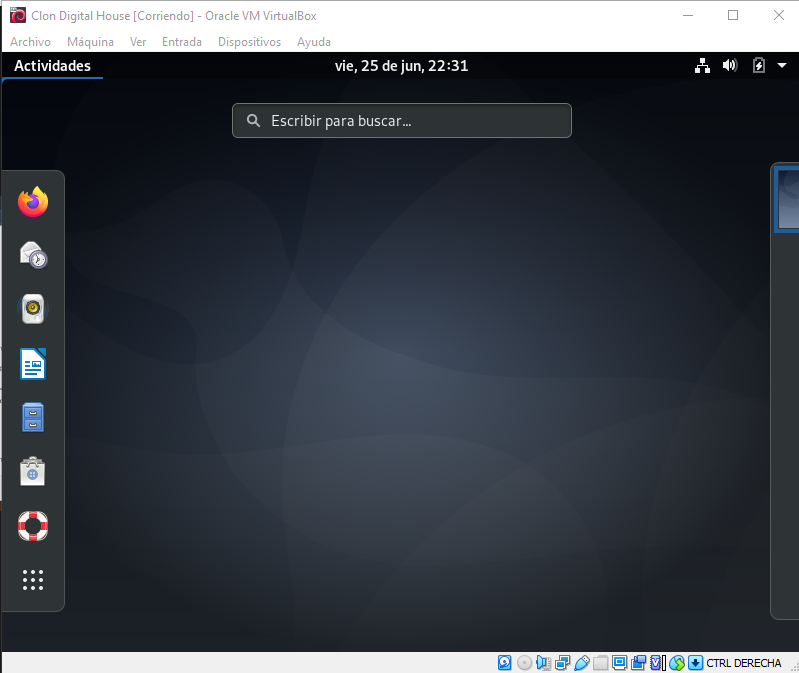 Clon Digital House [Corriendo] - Oracle VM VirtualBox
Archivo Máquina Ver Entrada Dispositivos Ayuda
Actividades vie, 25 de jun, 22:31
Escribir para buscar...
CTRL DERECHA